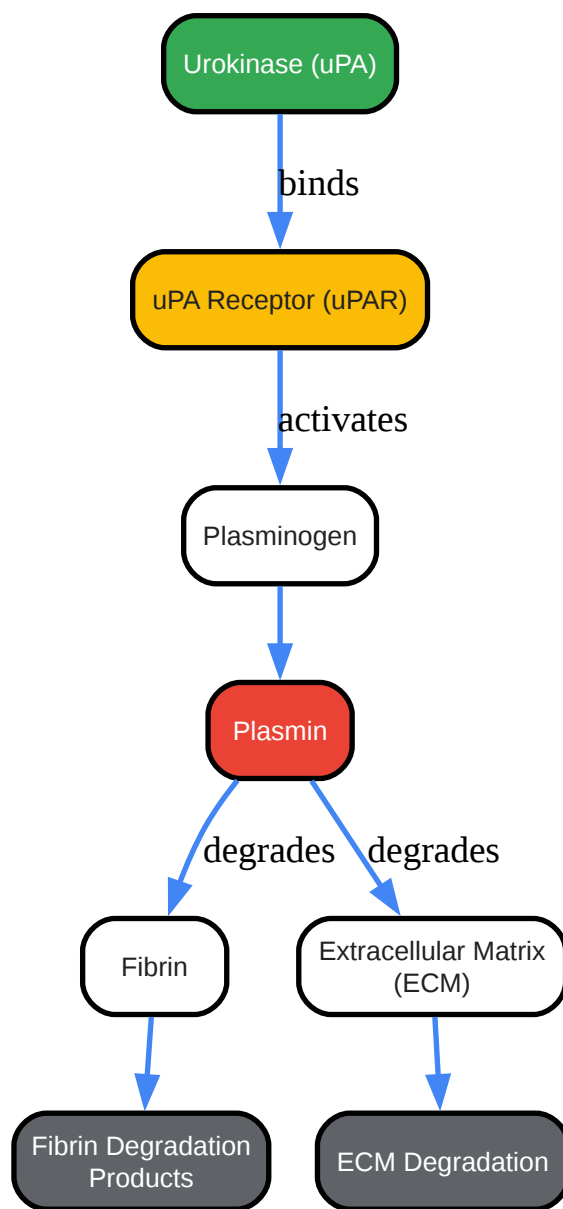 Urokinase (uPA)
binds
uPA Receptor (uPAR)
activates
Plasminogen
Plasmin
degrades
degrades
Fibrin
Extracellular Matrix
(ECM)
Fibrin Degradation
Products
ECM Degradation